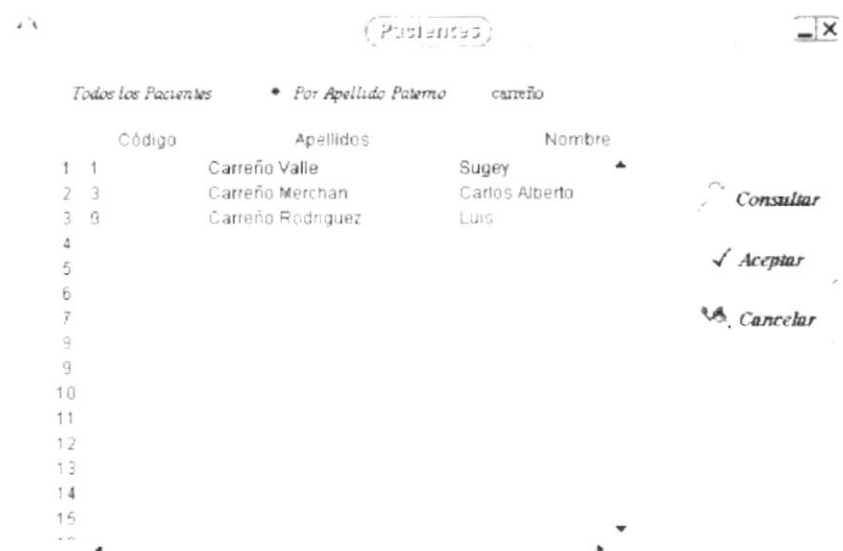 Pacientes
Todos los Pacientes Por Apellido Paterno carreño
Código Apellidos Nombre
1 1 Carreño Valle Sugey
2 3 Carreño Merchan Carlos Alberto
3 9 Carreño Rodriguez Luis
4
5
6
7
9
9
10
11
12
13
14
15
Consultar
Aceptar
Cancelar